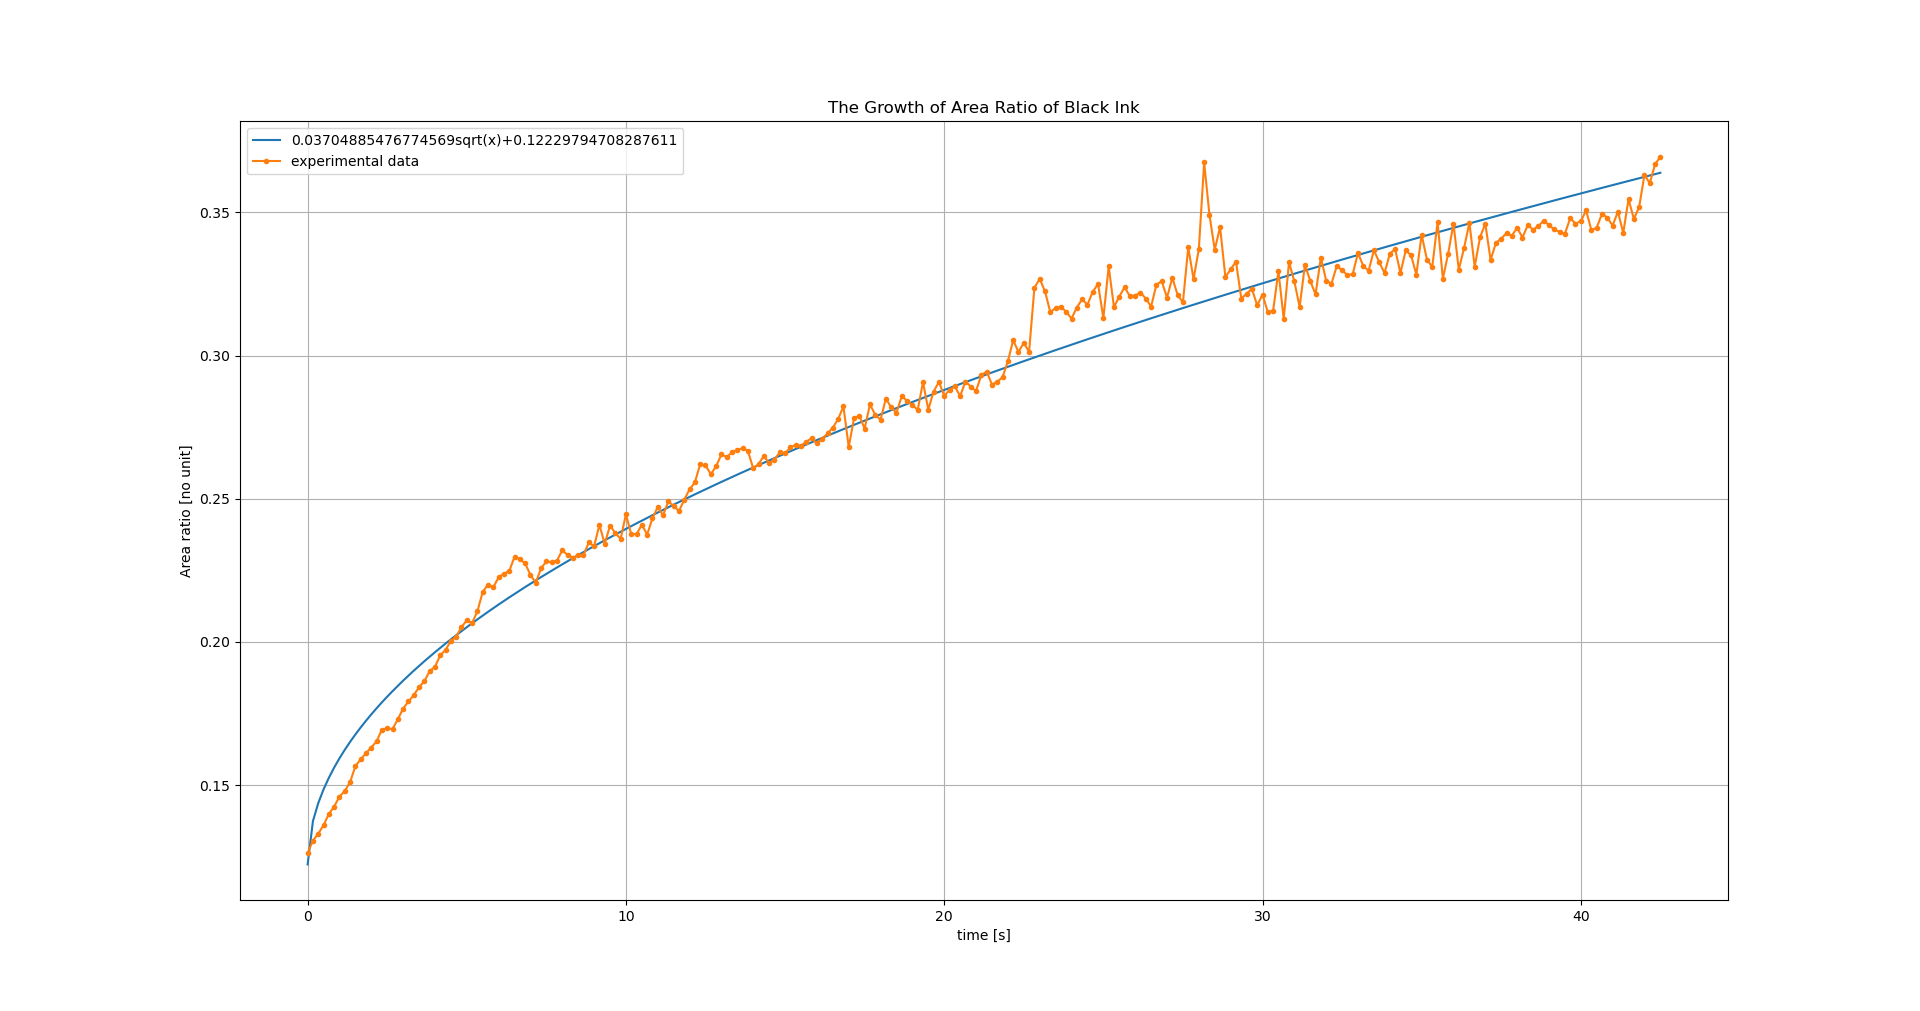 The Growth of Area Ratio of Black Ink
0.03704885476774569sqrt(x)+0.12229794708287611
experimental data
Area ratio [no unit]
0.35
0.30
0.25
0.20
0.15
0
10
20
30
40
time [s]